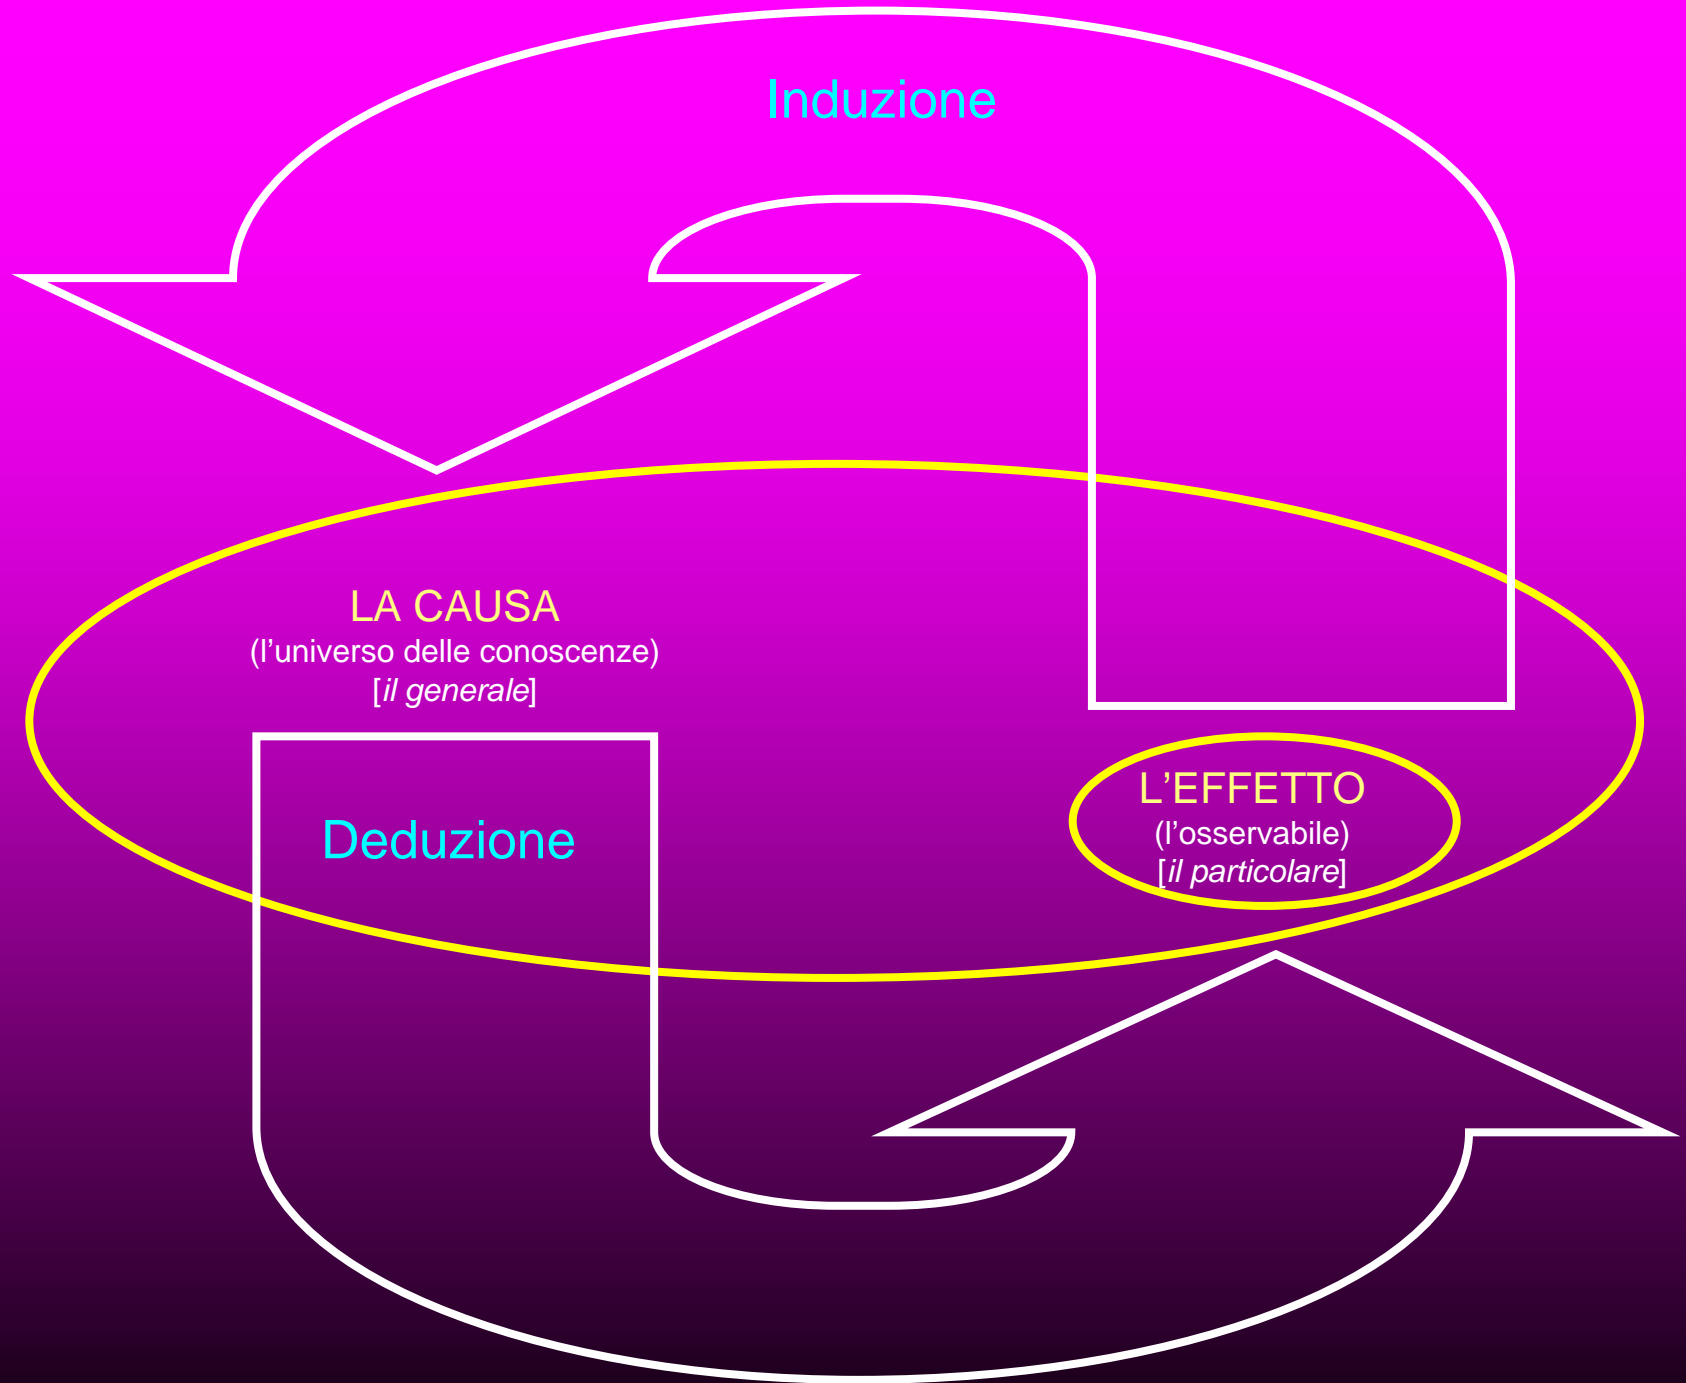 Induzione
LA CAUSA
(l’universo delle conoscenze)
[il generale]
Deduzione
L’EFFETTO
(l’osservabile)
[il particolare]